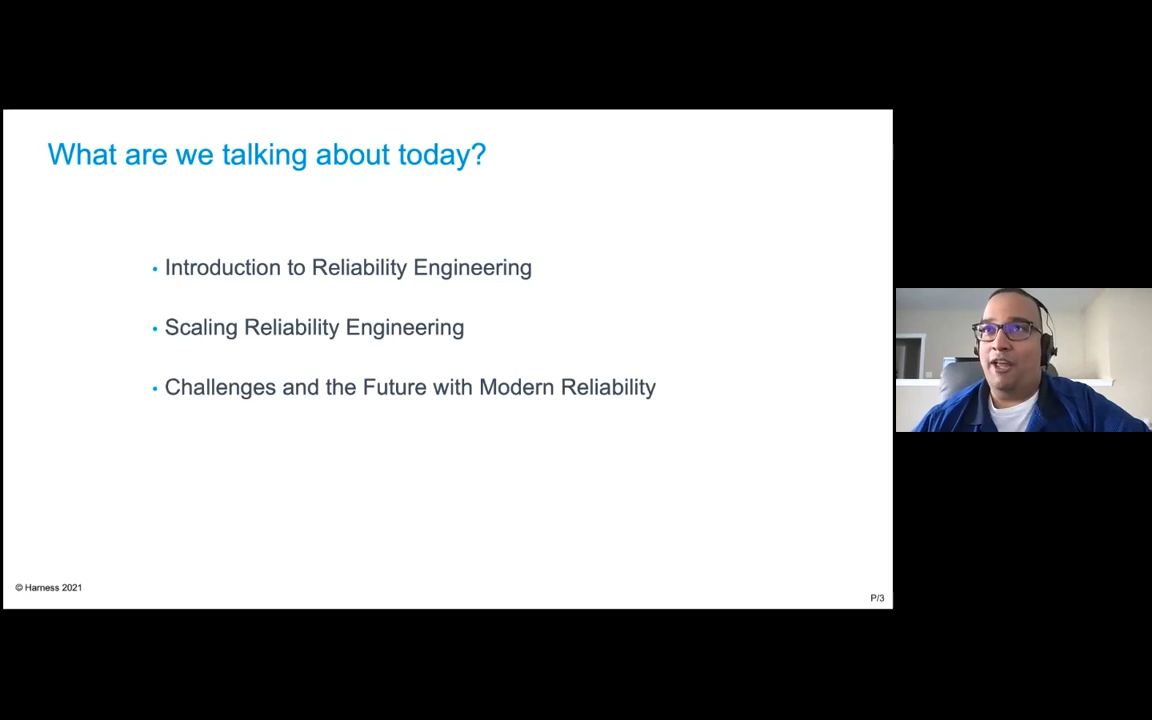 What are we talking about today?
• Introduction to Reliability Engineering
• Scaling Reliability Engineering
• Challenges and the Future with Modern Reliability
© Harness 2021
P/3